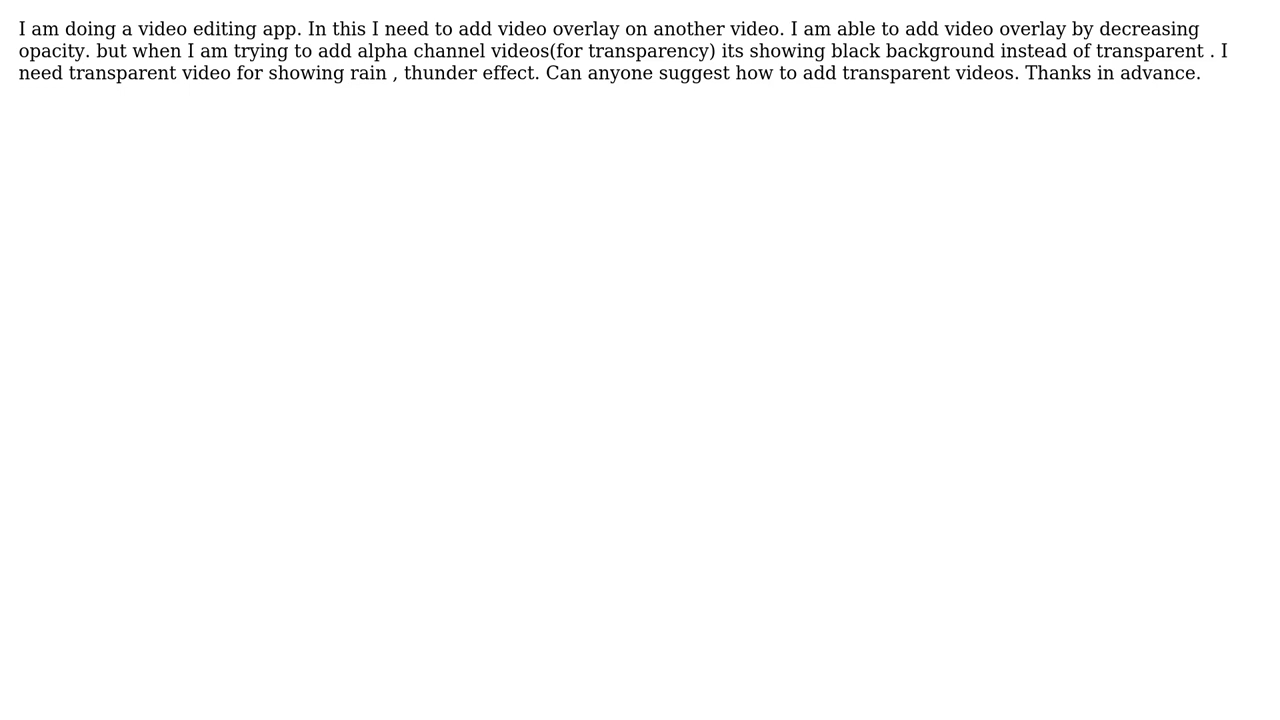 I am doing a video editing app. In this I need to add video overlay on another video. I am able to add video overlay by decreasing
opacity. but when I am trying to add alpha channel videos(for transparency) its showing black background instead of transparent . I
need transparent video for showing rain , thunder effect. Can anyone suggest how to add transparent videos. Thanks in advance.